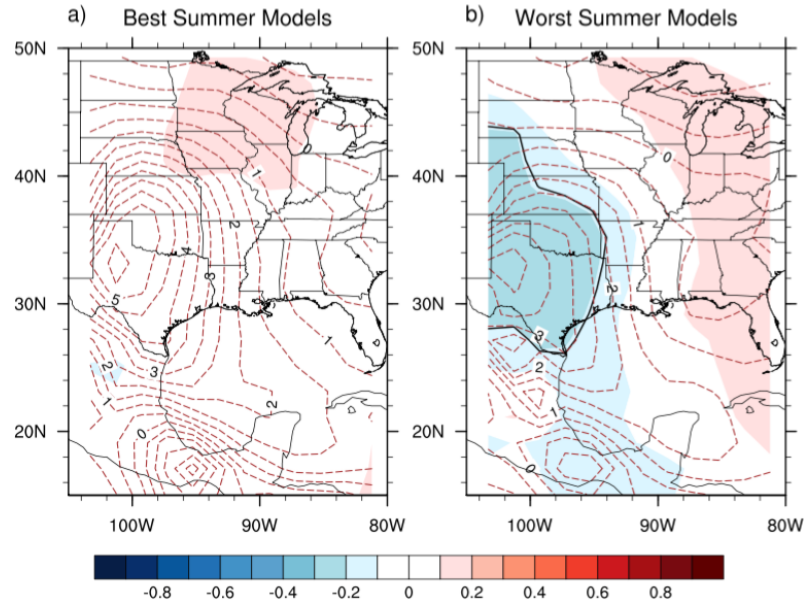 a) Best Summer Models b) Worst Summer Models
50N 50N
0 0
1
40N 40N
2 1
4
3 2
30N 5 30N
1 3
2 3 2
1 2 1
20N 0 20N 0
100W 90W 80W 100W 90W 80W
-0.8 -0.6 -0.4 -0.2 0 0.2 0.4 0.6 0.8